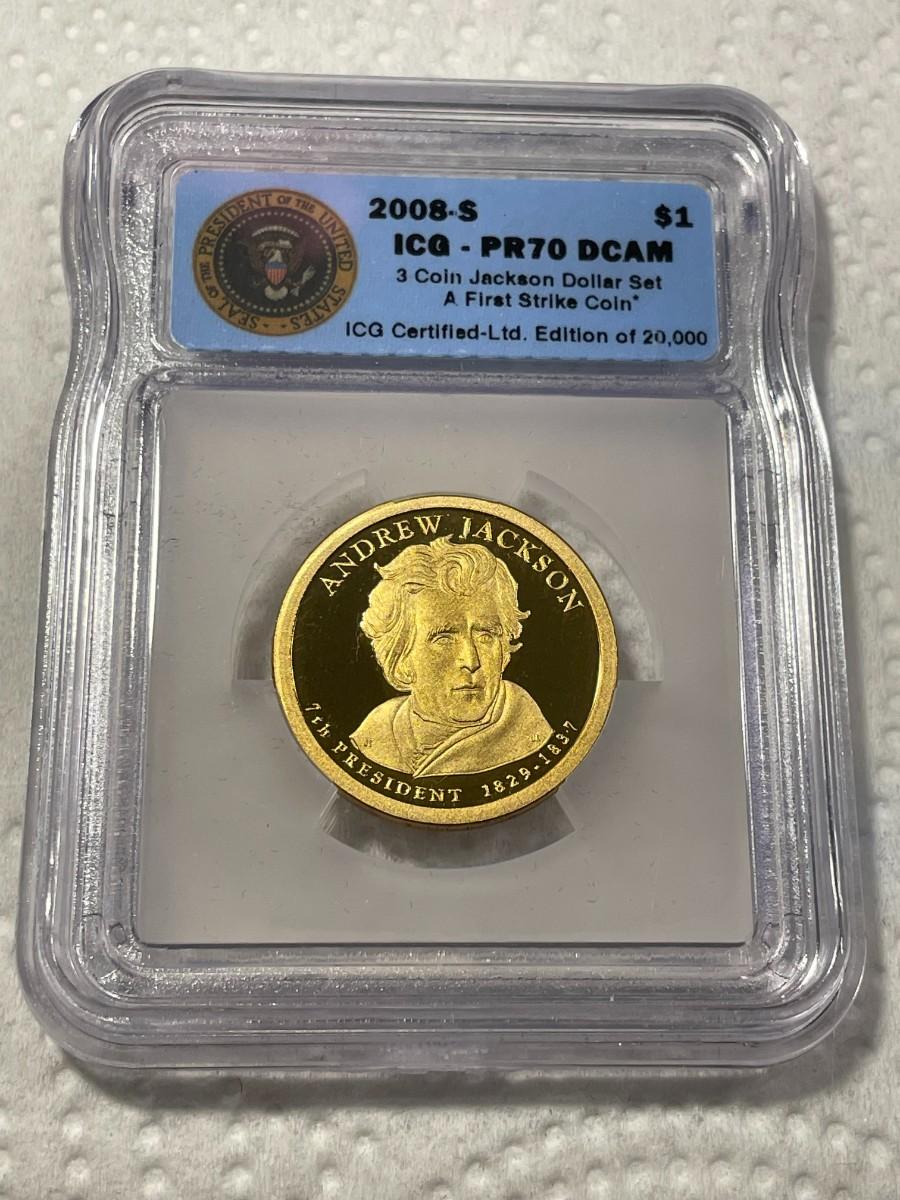 SEAL OF THE PRESIDENT OF THE UNITED STATES
2008-S $1
ICG - PR70 DCAM
3 Coin Jackson Dollar Set
A First Strike Coin*
ICG Certified-Ltd. Edition of 20,000
ANDREW JACKSON
7th PRESIDENT 1829-1837